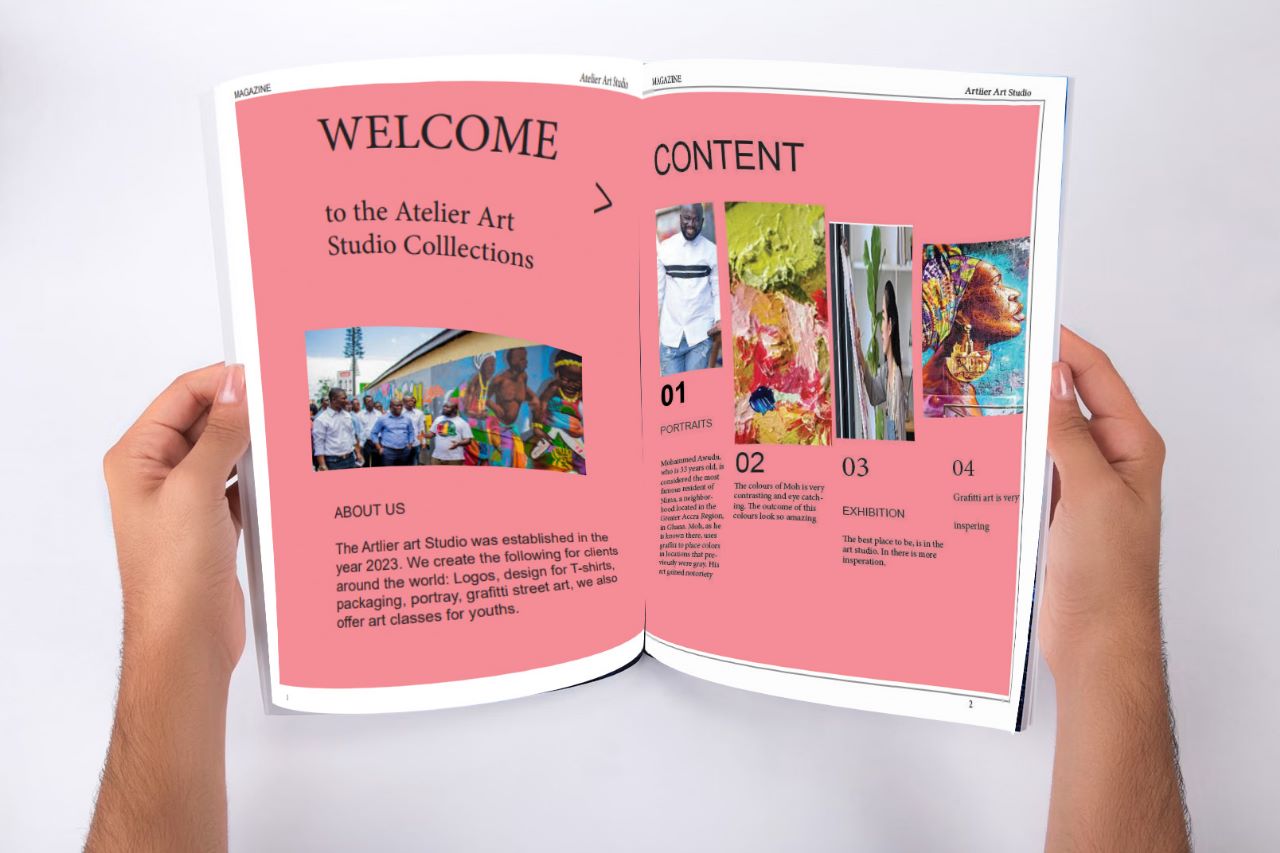 MAGAZINE
Atelier Art Studio
WELCOME
to the Atelier Art
Studio Colllections
ABOUT US
The Artlier art Studio was established in the
year 2023. We create the following for clients
around the world: Logos, design for T-shirts,
packaging, portray, grafitti street art, we also
offer art classes for youths.
1
MAGAZINE
Artlier Art Studio
CONTENT
01
PORTRAITS
Mohammed Awudu,
who is 33 years old, is
considered the most
famous resident of
Nima, a neighbor-
hood located in the
Greater Accra Region,
in Ghana. Moh, as he
is known there, uses
graffiti to place colors
in locations that pre-
viously were gray. His
art gained notoriety
02
The colours of Moh is very
contrasting and eye catch-
ing. The outcome of this
colours look so amazing
03
EXHIBITION
The best place to be, is in the
art studio. In there is more
insperation.
04
Grafitti art is very
inspering
2